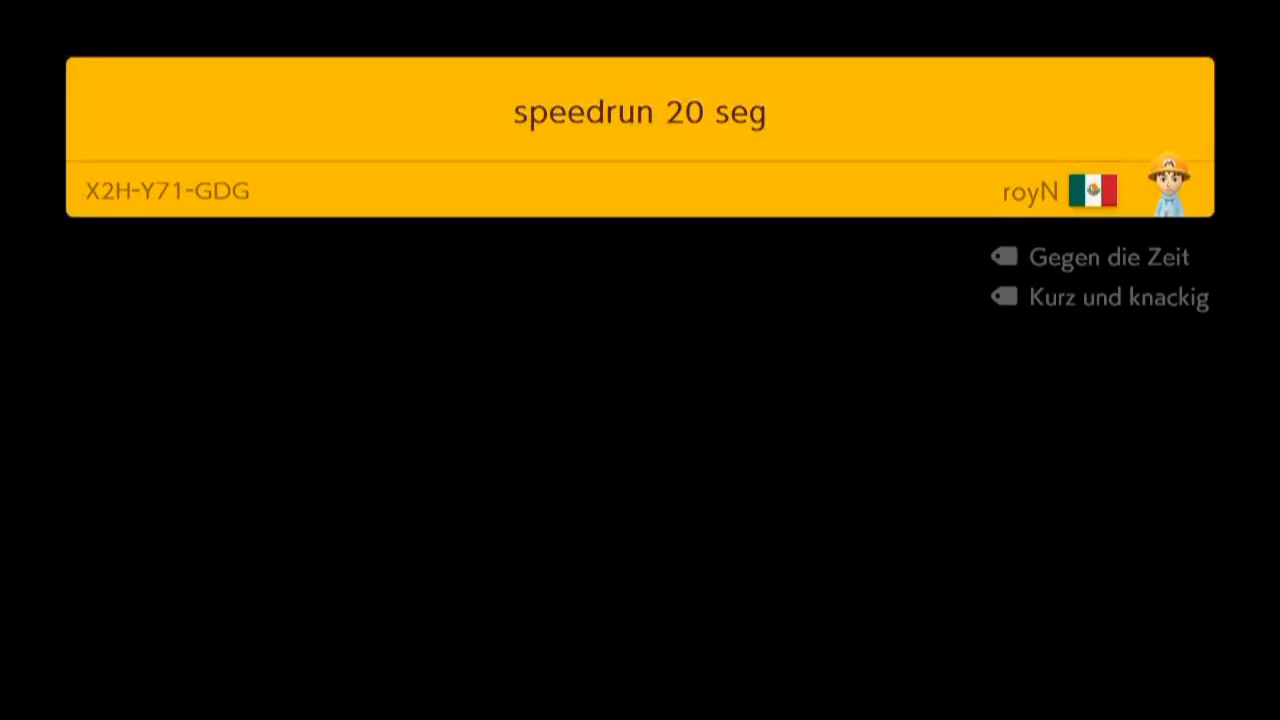 speedrun 20 seg
X2H-Y71-GDG
royN
Gegen die Zeit
Kurz und knackig